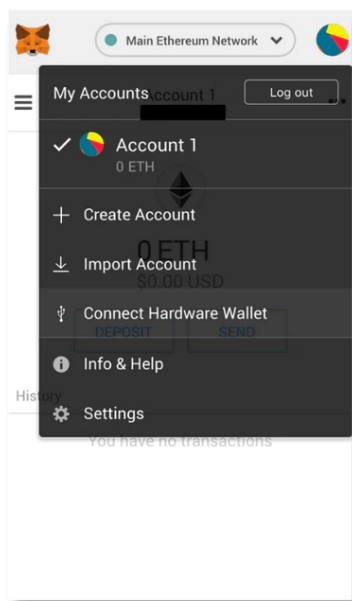 Main Ethereum Network
My Accounts
Log out
Account 1
Account 1
0 ETH
Create Account
0 ETH
Import Account
$0.00 USD
Connect Hardware Wallet
DEPOSIT
SEND
Info & Help
History
Settings
You have no transactions